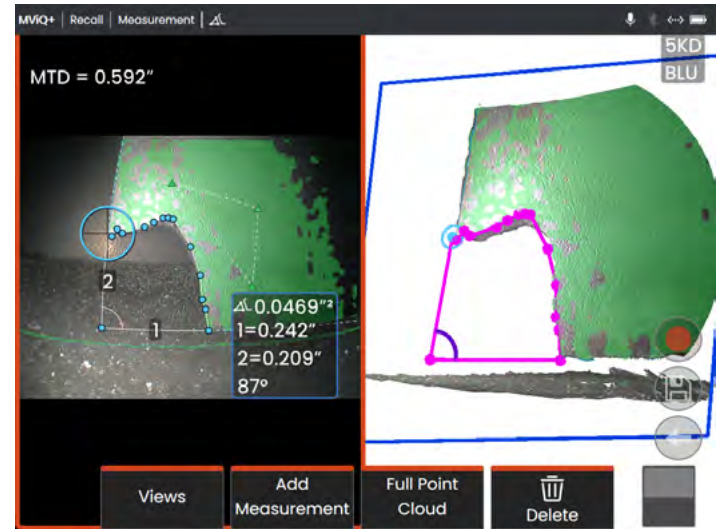 MViQ+ | Recall | Measurement |
5KD
BLU
MTD = 0.592"
2
1
0.0469"²
1=0.242"
2=0.209"
87°
Views
Add
Measurement
Full Point
Cloud
Delete